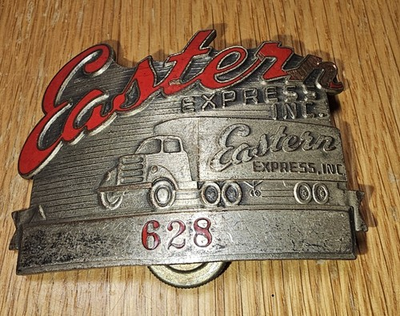 Eastern
EXPRESS
INC.
Eastern
EXPRESS, INC
628